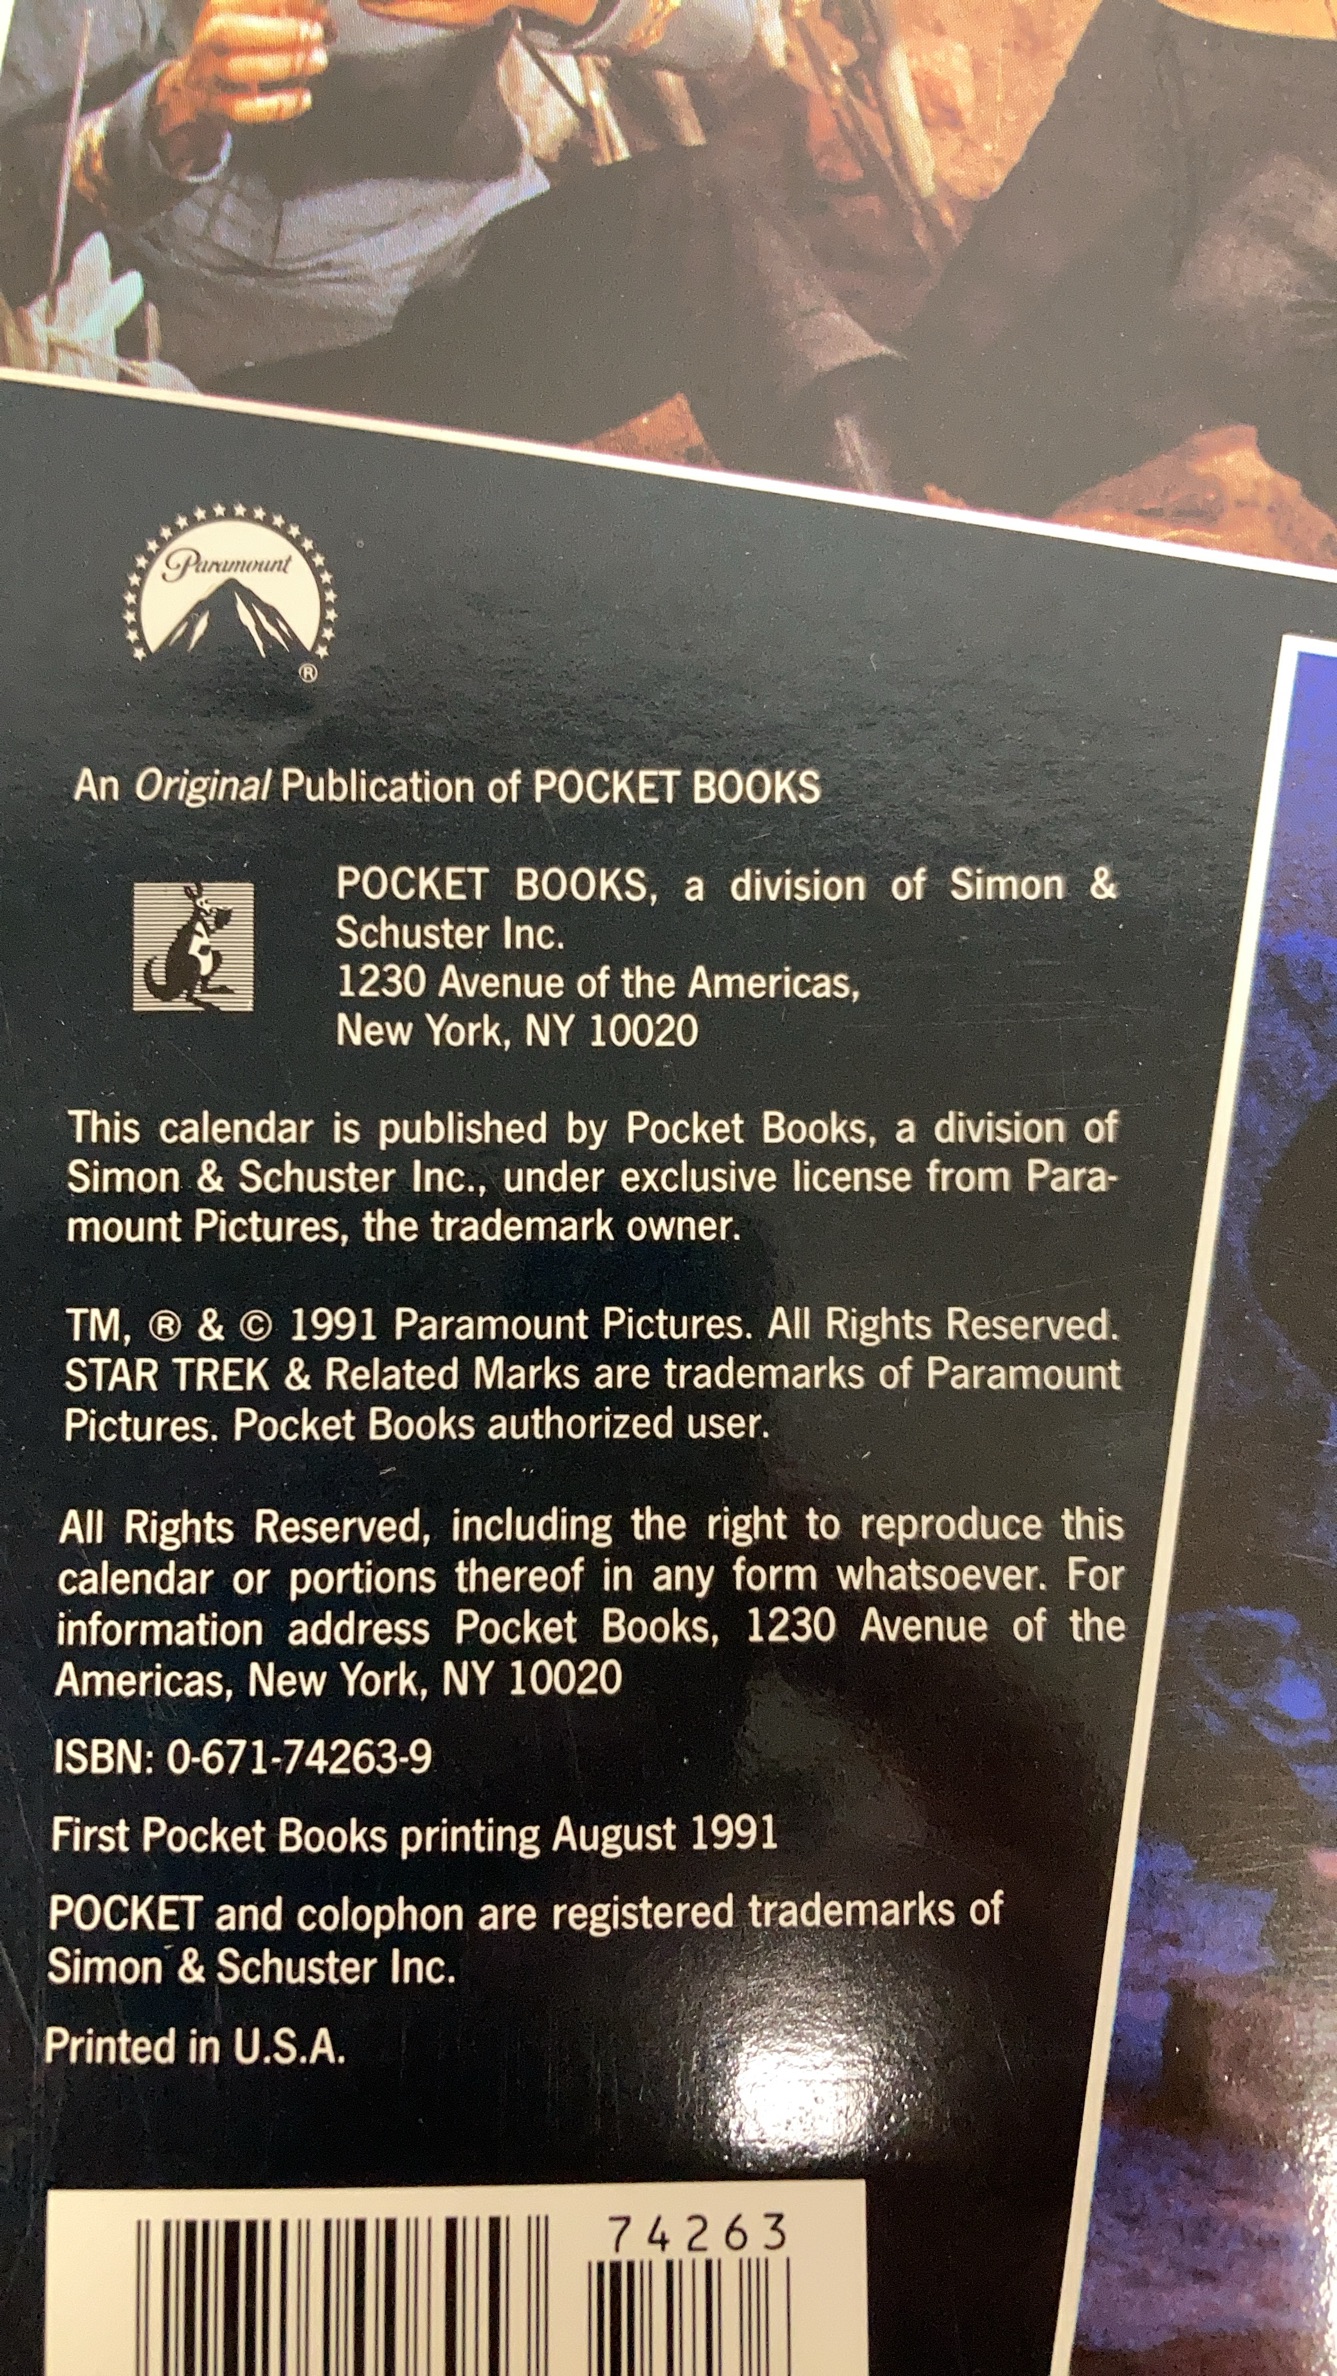 Paramount
®
An Original Publication of POCKET BOOKS
POCKET BOOKS, a division of Simon &
Schuster Inc.
1230 Avenue of the Americas,
New York, NY 10020
This calendar is published by Pocket Books, a division of
Simon & Schuster Inc., under exclusive license from Para-
mount Pictures, the trademark owner.
TM, ® & © 1991 Paramount Pictures. All Rights Reserved.
STAR TREK & Related Marks are trademarks of Paramount
Pictures. Pocket Books authorized user.
All Rights Reserved, including the right to reproduce this
calendar or portions thereof in any form whatsoever. For
information address Pocket Books, 1230 Avenue of the
Americas, New York, NY 10020
ISBN: 0-671-74263-9
First Pocket Books printing August 1991
POCKET and colophon are registered trademarks of
Simon & Schuster Inc.
Printed in U.S.A.
74263